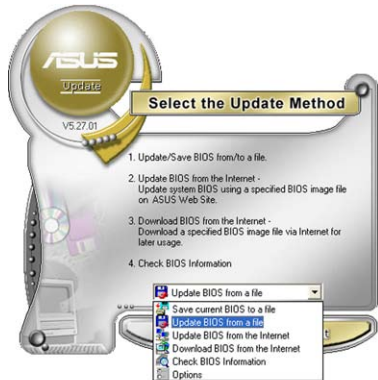 ASUS
Update
V5.27.01
Select the Update Method
1. Update/Save BIOS from/to a file.
2. Update BIOS from the Internet -
Update system BIOS using a specified BIOS image file
on ASUS Web Site.
3. Download BIOS from the Internet -
Download a specified BIOS image file via Internet for
later usage.
4. Check BIOS Information
Update BIOS from a file
Save current BIOS to a file
Update BIOS from a file
Update BIOS from the Internet
Download BIOS from the Internet
Check BIOS Information
Options